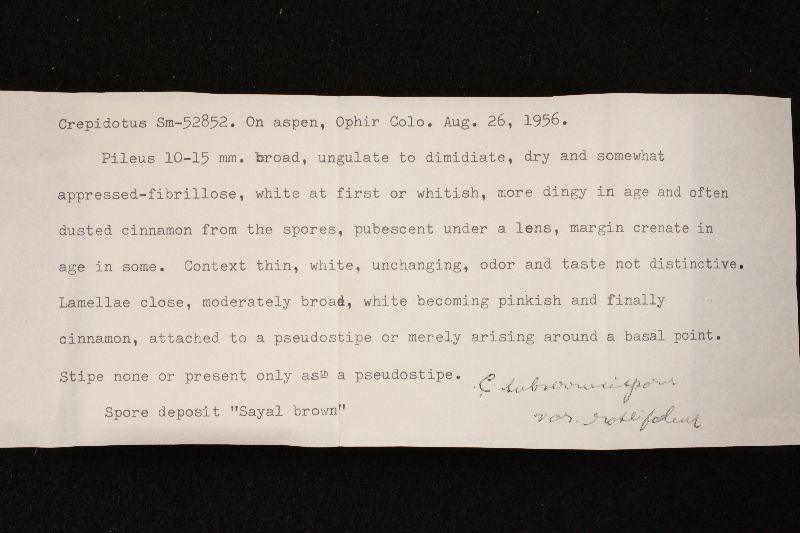 Crepidotus Sm-52852. On aspen, Ophir Colo. Aug. 26, 1956.
Pileus 10-15 mm. broad, ungulate to dimidiate, dry and somewhat
appressed-fibrillose, white at first or whitish, more dingy in age and often
dusted cinnamon from the spores, pubescent under a lens, margin crenate in
age in some. Context thin, white, unchanging, odor and taste not distinctive.
Lamellae close, moderately broad, white becoming pinkish and finally
cinnamon, attached to a pseudostipe or merely arising around a basal point.
Stipe none or present only as a pseudostipe.
C
Spore deposit "Sayal brown"
var.